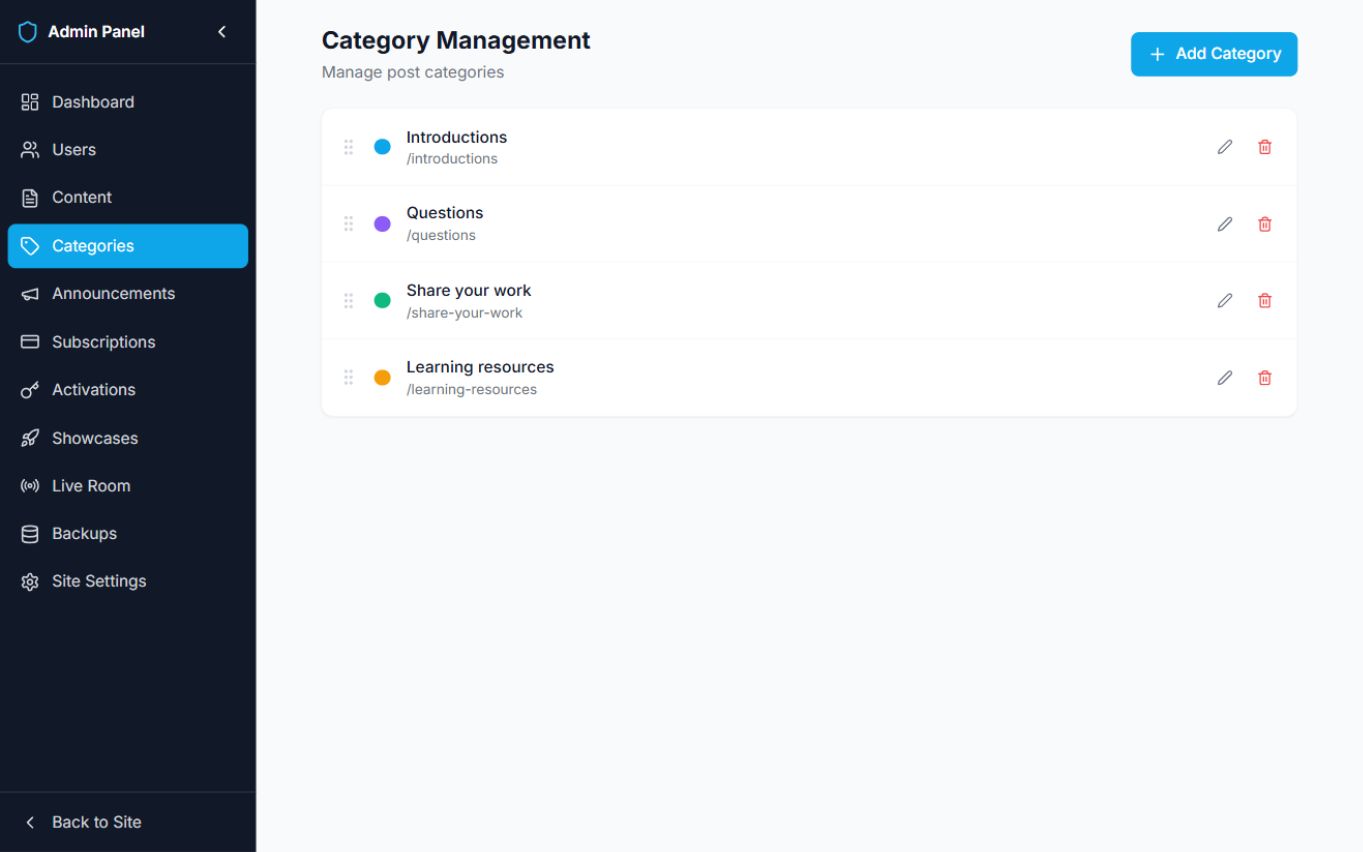 Admin Panel
Dashboard
Users
Content
Categories
Announcements
Subscriptions
Activations
Showcases
Live Room
Backups
Site Settings
Back to Site
Category Management
Manage post categories
Add Category
Introductions
/introductions
Questions
/questions
Share your work
/share-your-work
Learning resources
/learning-resources